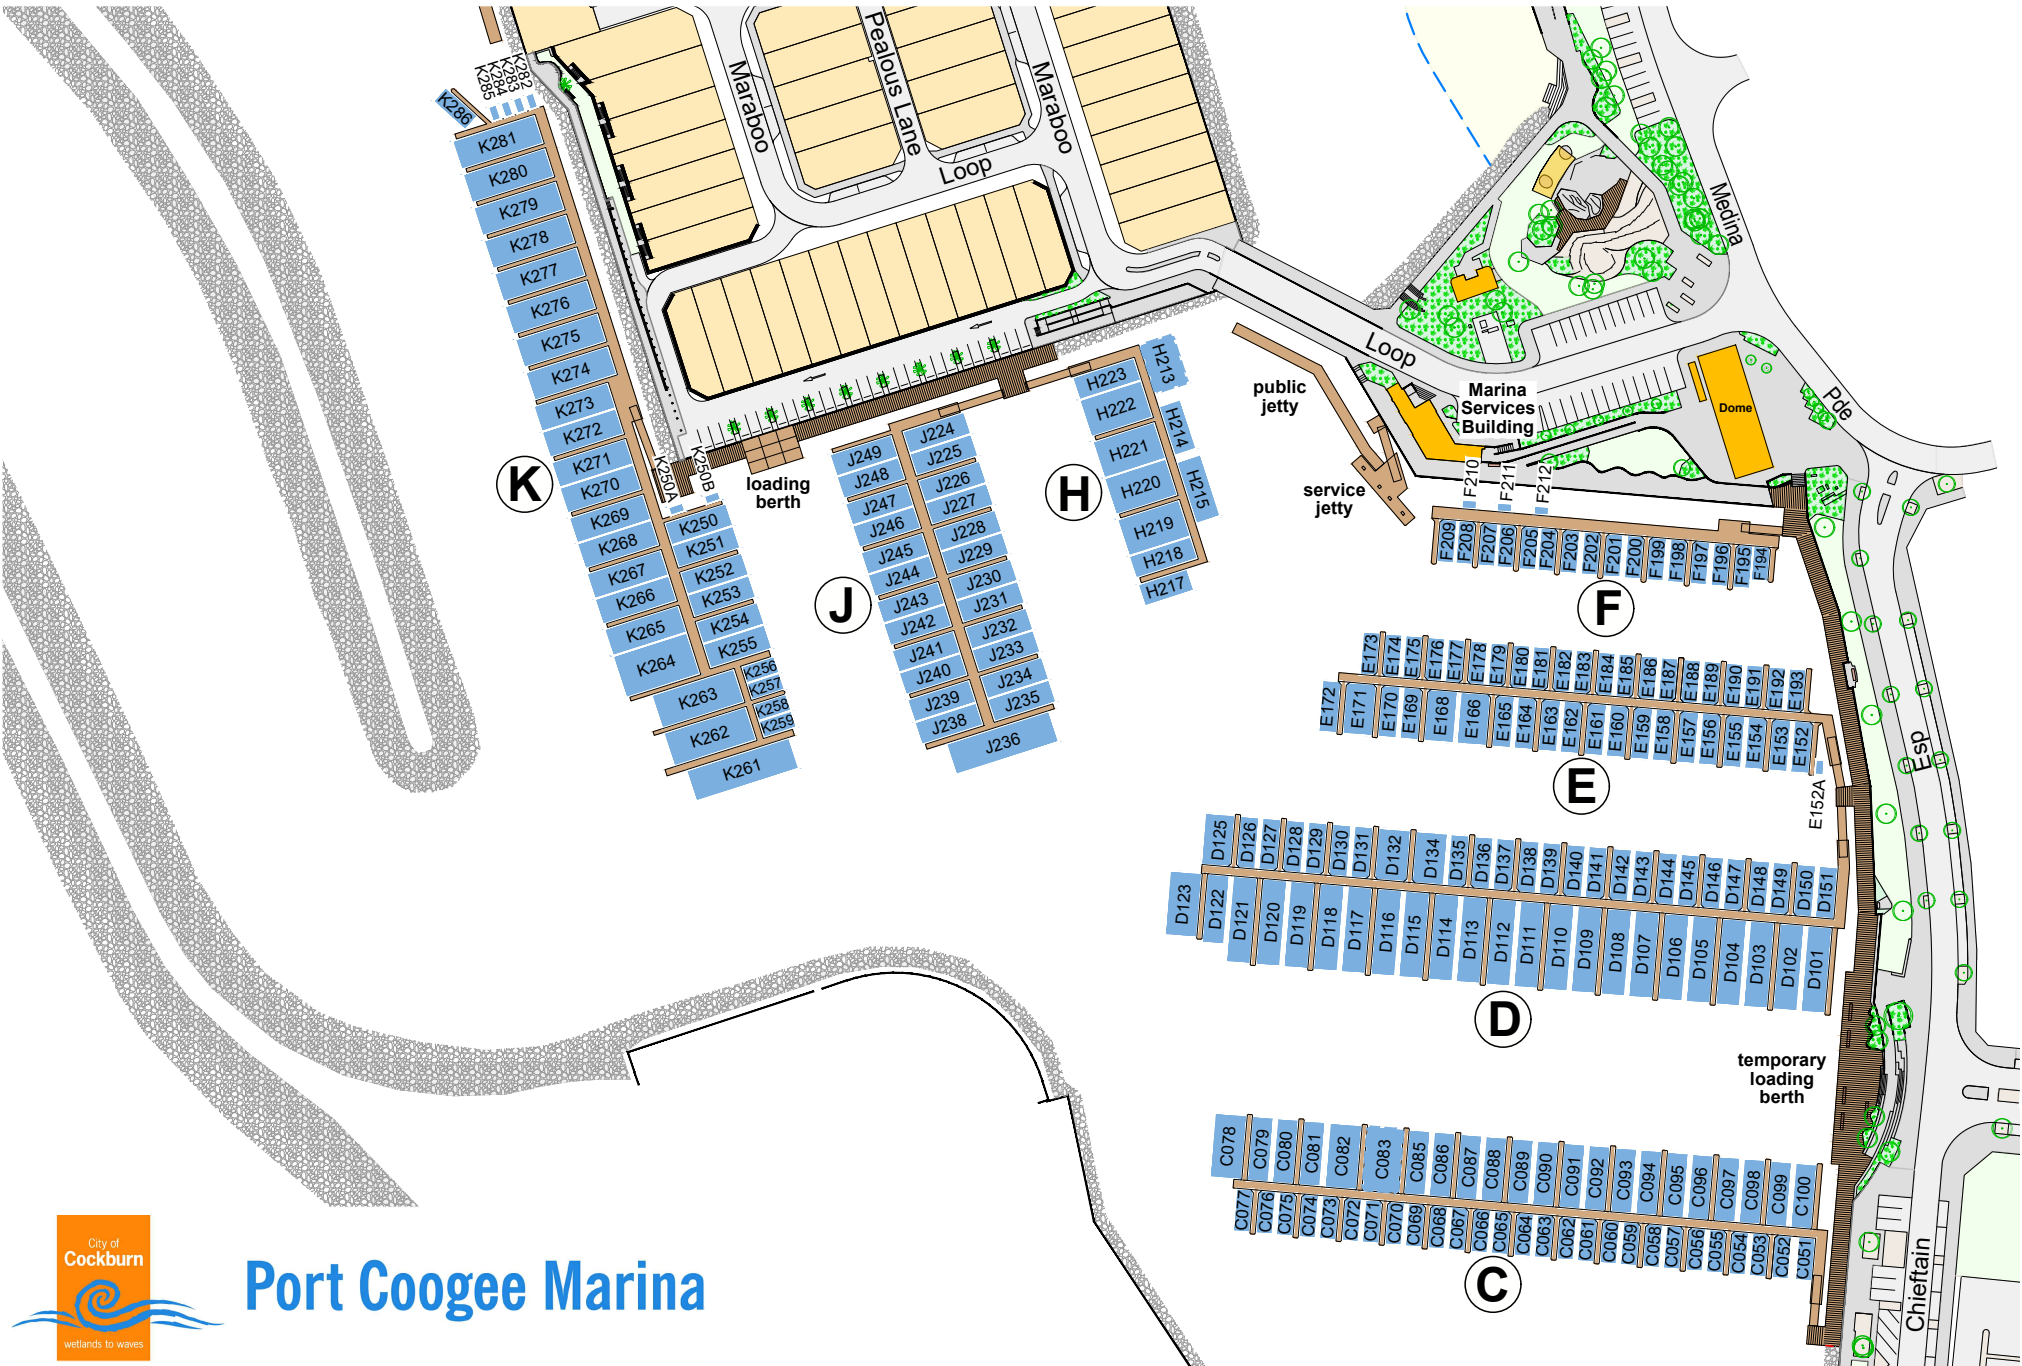 Maraboo
Pealous Lane
Maraboo
Loop
Medina
Pde
Loop
Dome
Marina
Services
Building
public
jetty
service
jetty
loading
berth
temporary
loading
berth
Esp
Chieftain
K
J
H
F
E
D
C
K282
K283
K284
K285
K286
K281
K280
K279
K278
K277
K276
K275
K274
K273
K272
K271
K270
K269
K268
K267
K266
K265
K264
K263
K262
K261
K250A
K250B
K250
K251
K252
K253
K254
K255
K256
K257
K258
K259
J249
J248
J247
J246
J245
J244
J243
J242
J241
J240
J239
J238
J224
J225
J226
J227
J228
J229
J230
J231
J232
J233
J234
J235
J236
H223
H222
H221
H220
H219
H218
H217
H213
H214
H215
F210
F211
F212
F209
F208
F207
F206
F205
F204
F203
F202
F201
F200
F199
F198
F197
F196
F195
F194
E173
E174
E175
E176
E177
E178
E179
E180
E181
E182
E183
E184
E185
E186
E187
E188
E189
E190
E191
E192
E193
E172
E171
E170
E169
E168
E166
E165
E164
E163
E162
E161
E160
E159
E158
E157
E156
E155
E154
E153
E152
E152A
D125
D126
D127
D128
D129
D130
D131
D132
D134
D135
D136
D137
D138
D139
D140
D141
D142
D143
D144
D145
D146
D147
D148
D149
D150
D151
D123
D122
D121
D120
D119
D118
D117
D116
D115
D114
D113
D112
D111
D110
D109
D108
D107
D106
D105
D104
D103
D102
D101
C078
C079
C080
C081
C082
C083
C085
C086
C087
C088
C089
C090
C091
C092
C093
C094
C095
C096
C097
C098
C099
C100
C077
C076
C075
C074
C073
C072
C071
C070
C069
C068
C067
C066
C065
C064
C063
C062
C061
C060
C059
C058
C057
C056
C055
C054
C053
C052
C051
City of
Cockburn
wetlands to waves
Port Coogee Marina